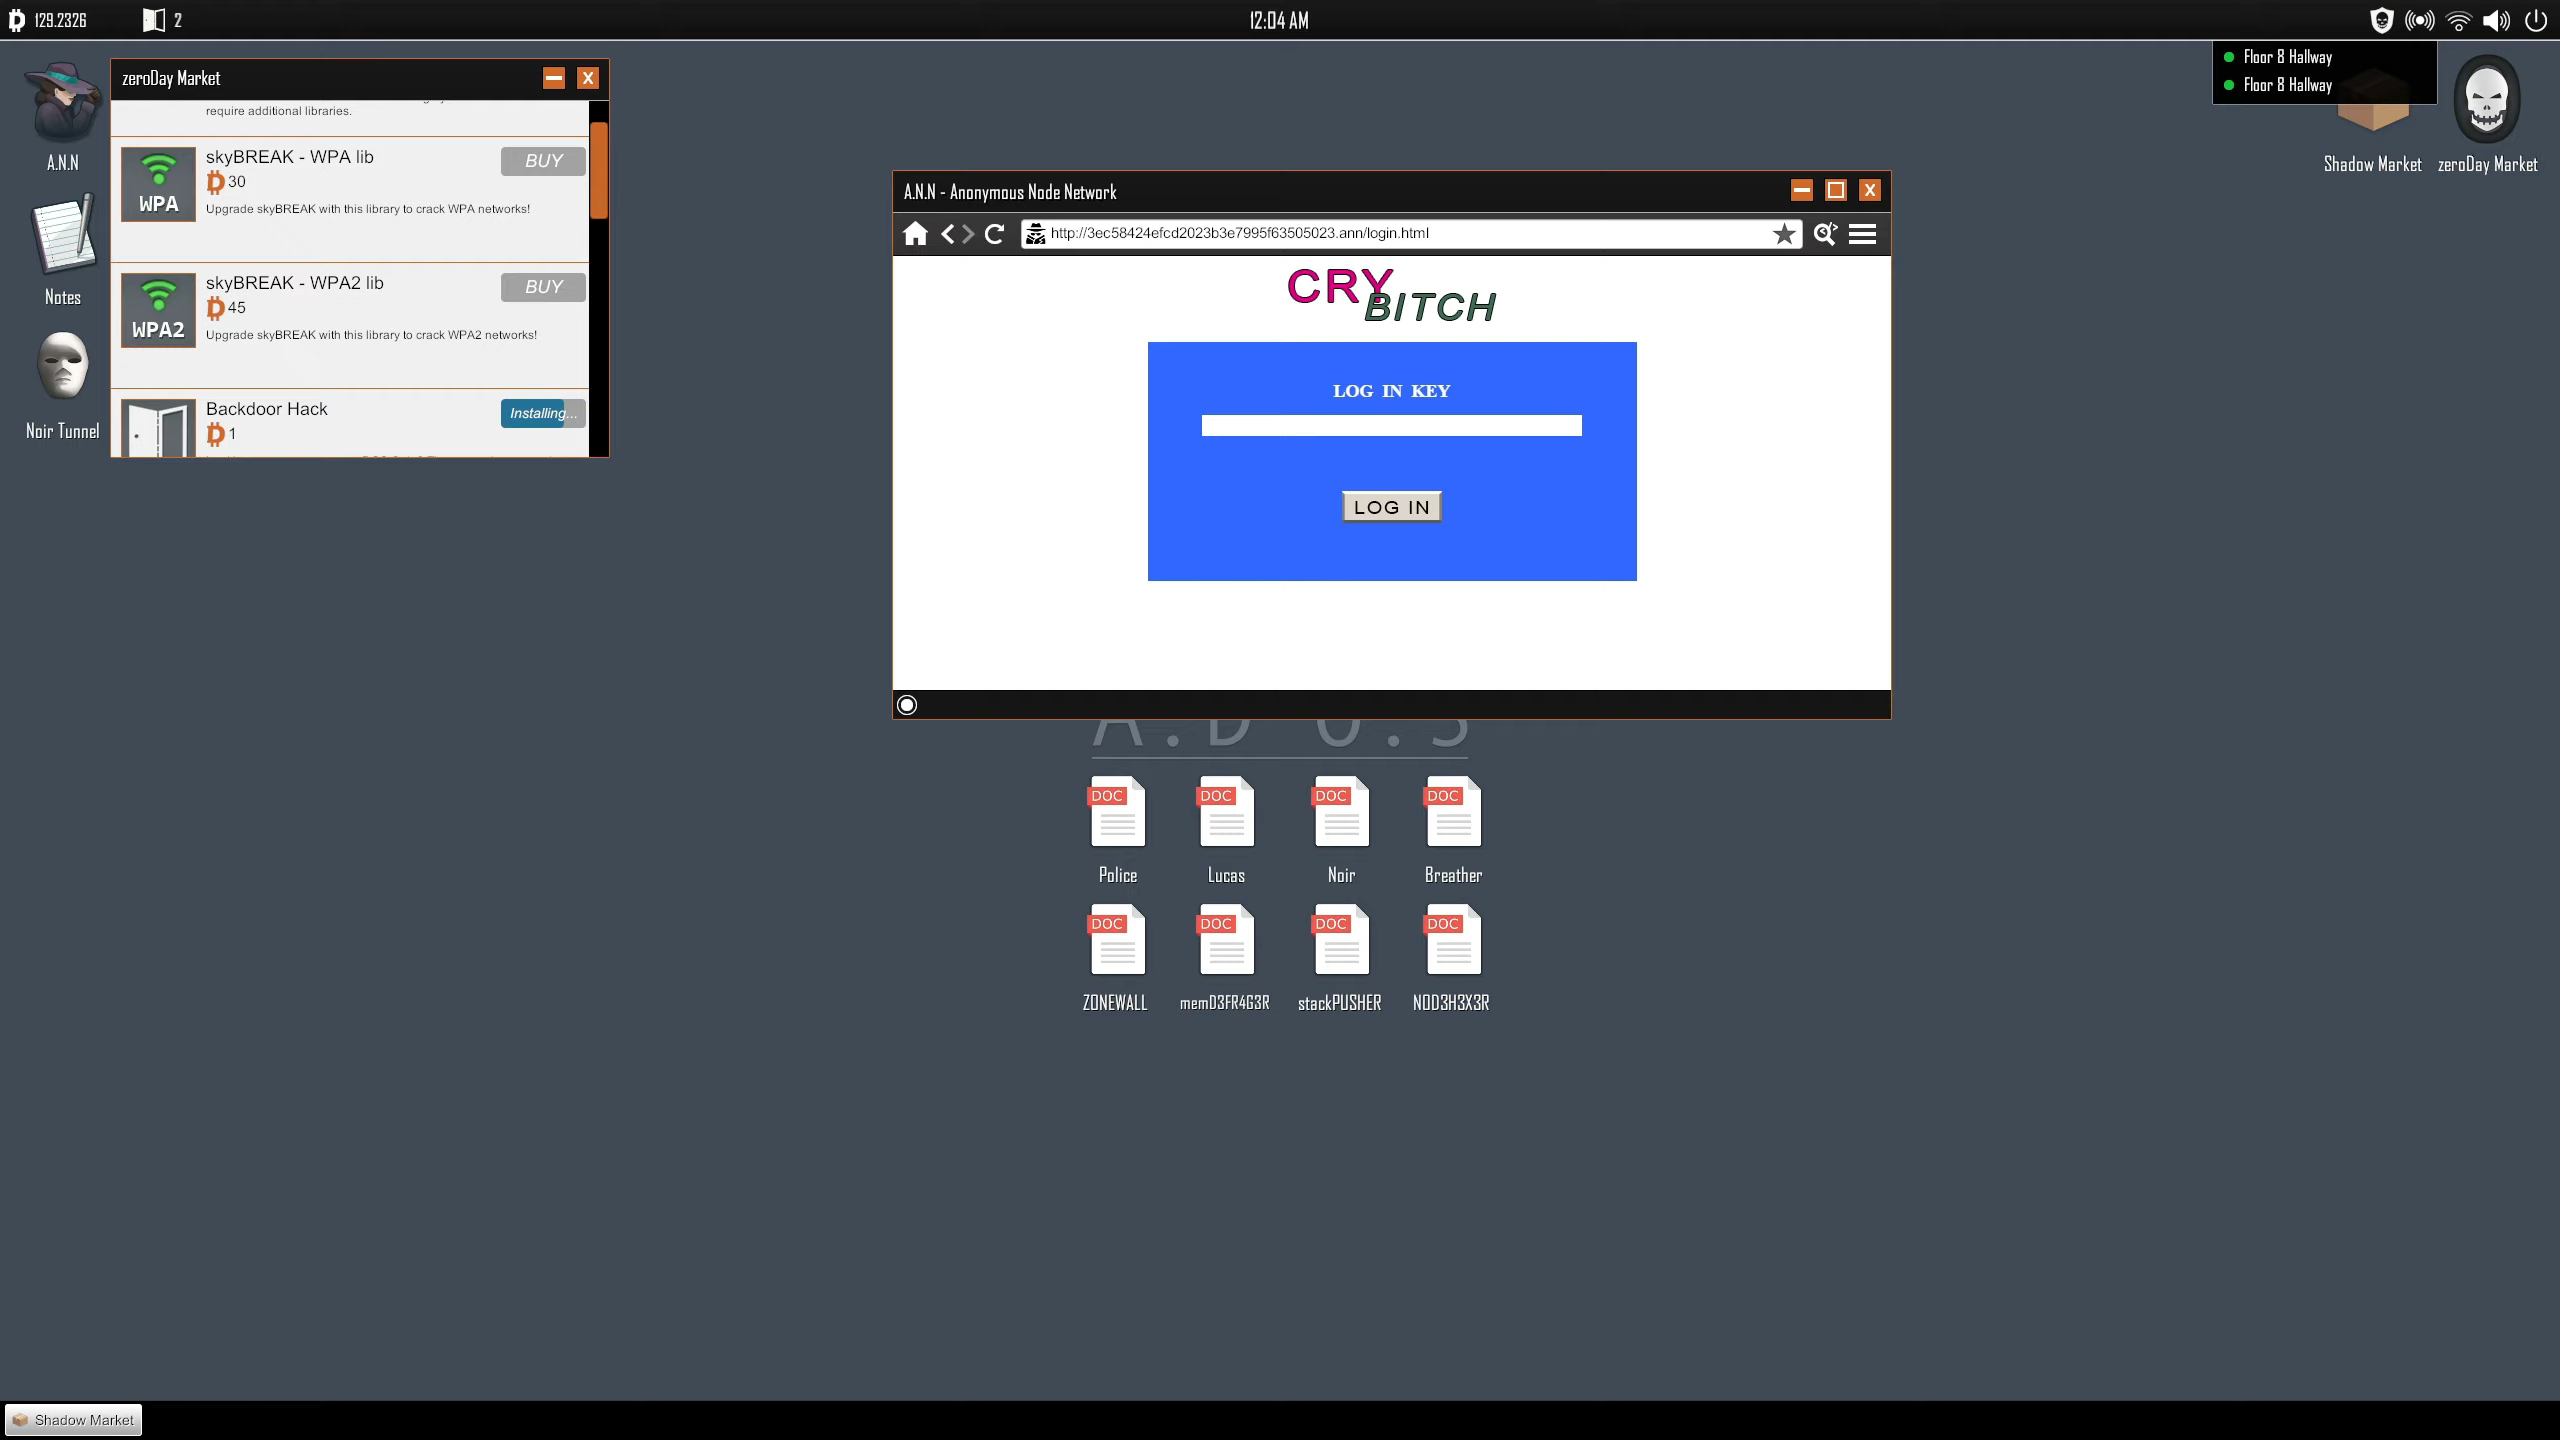 129.2326
2
12:04 AM
Floor 8 Hallway
Floor 8 Hallway
A.N.N
Notes
Noir Tunnel
Shadow Market
zeroDay Market
zeroDay Market
X
require additional libraries.
WPA
skyBREAK - WPA lib
30
BUY
Upgrade skyBREAK with this library to crack WPA networks!
WPA2
skyBREAK - WPA2 lib
45
BUY
Upgrade skyBREAK with this library to crack WPA2 networks!
Backdoor Hack
1
Installing...
A.N.N - Anonymous Node Network
X
http://3ec58424efcd2023b3e7995f63505023.ann/login.html
CRY
BITCH
LOG IN KEY
LOG IN
A.D 0.3
DOC DOC DOC DOC
Police Lucas Noir Breather
DOC DOC DOC DOC
ZONEWALL memD3FR4G3R stackPUSHER NOD3H3X3R
Shadow Market